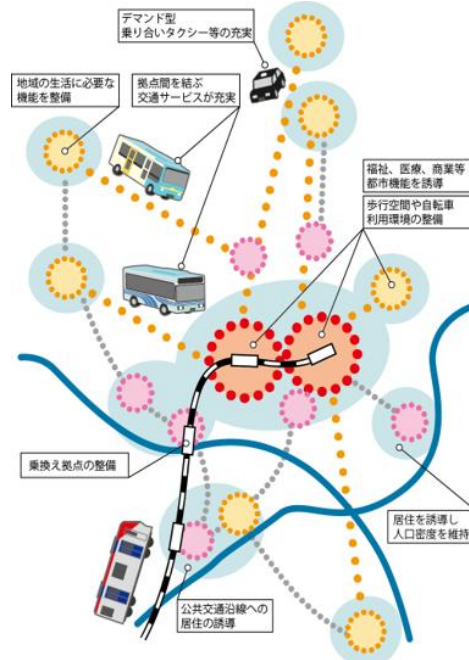 デマンド型
乗り合いタクシー等の充実
地域の生活に必要な
機能を整備
拠点間を結ぶ
交通サービスが充実
福祉、医療、商業等
都市機能を誘導
歩行空間や自転車
利用環境の整備
乗換え拠点の整備
居住を誘導し
人口密度を維持
公共交通沿線への
居住の誘導